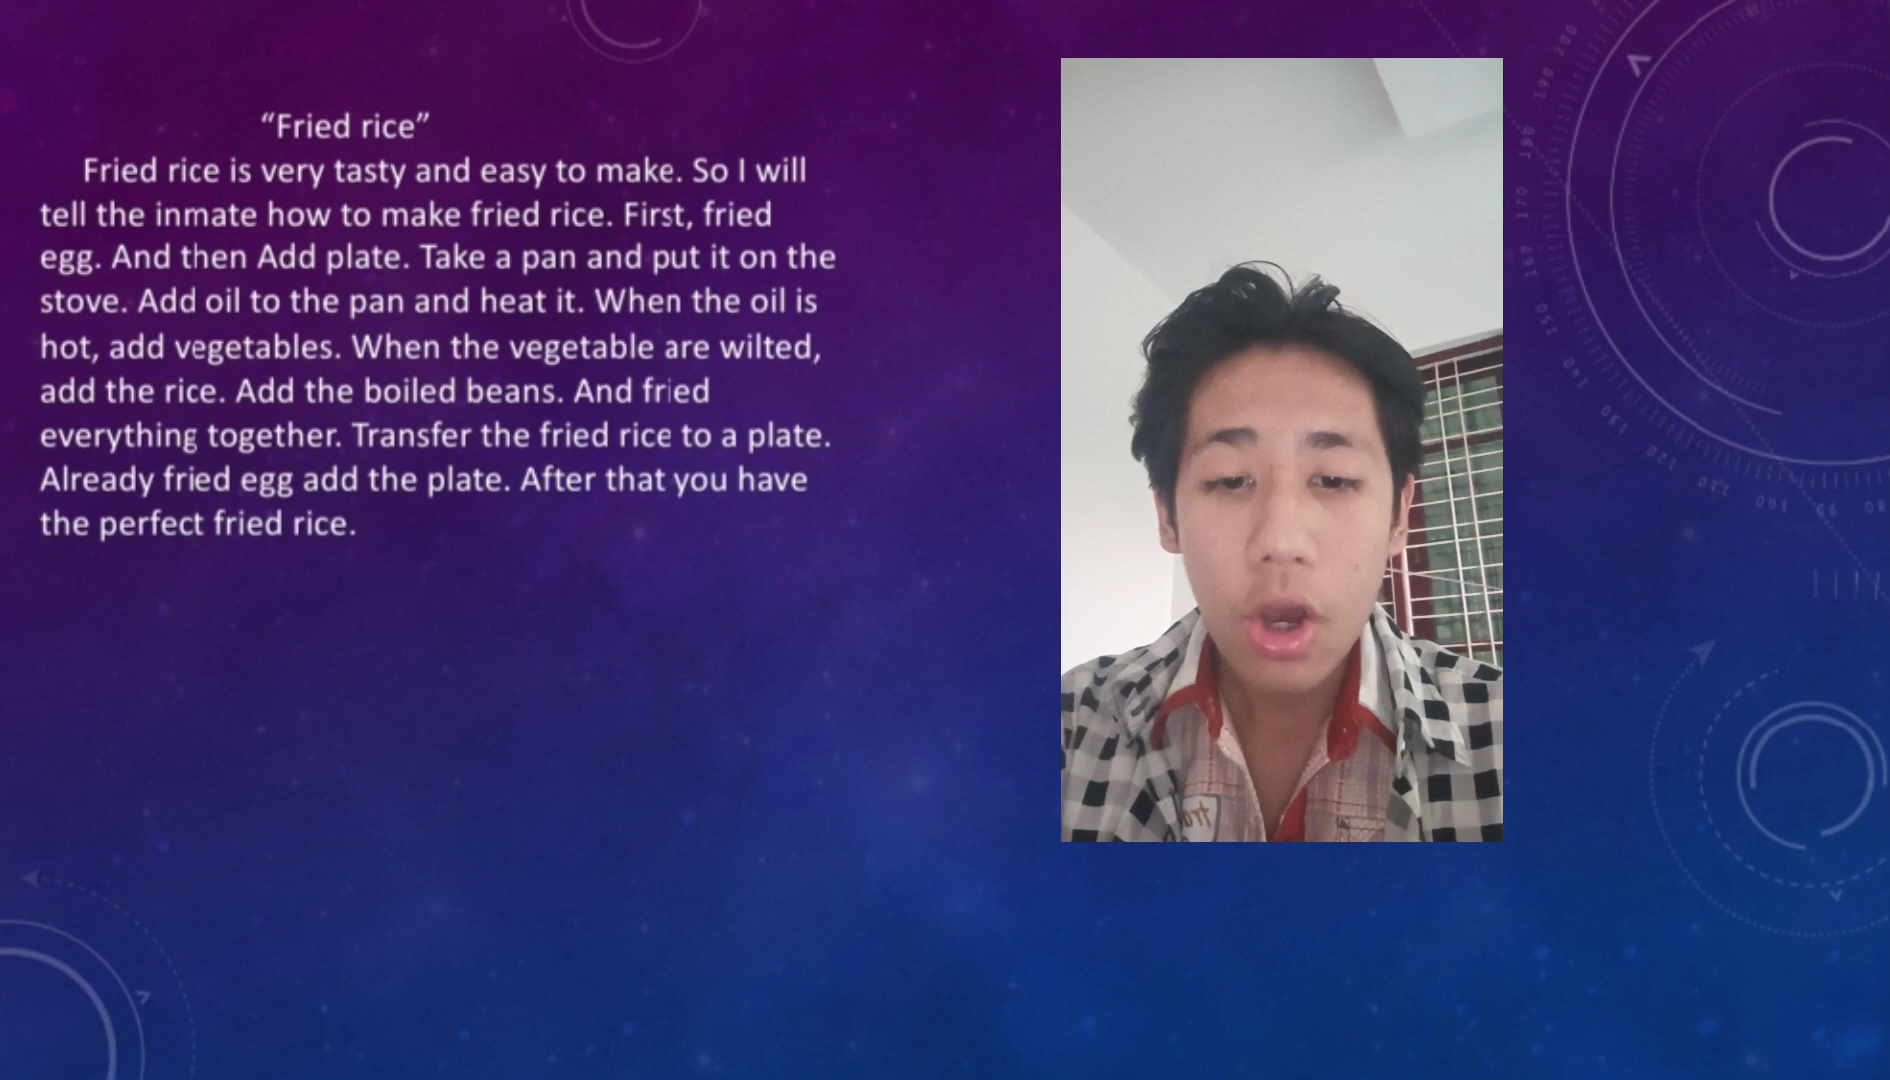 “Fried rice”
Fried rice is very tasty and easy to make. So I will
tell the inmate how to make fried rice. First, fried
egg. And then Add plate. Take a pan and put it on the
stove. Add oil to the pan and heat it. When the oil is
hot, add vegetables. When the vegetable are wilted,
add the rice. Add the boiled beans. And fried
everything together. Transfer the fried rice to a plate.
Already fried egg add the plate. After that you have
the perfect fried rice.